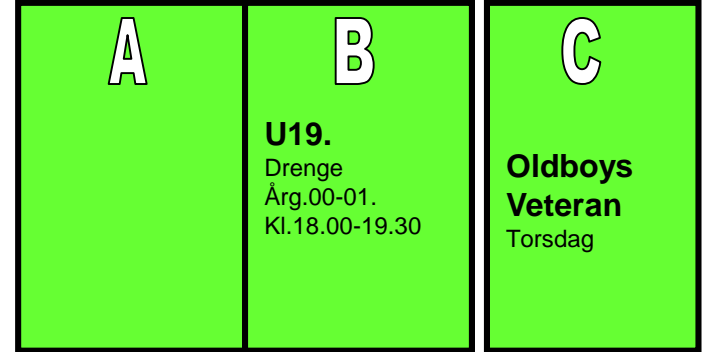 A
B
U19.
Drenge
Årg.00-01.
Kl.18.00-19.30
C
Oldboys
Veteran
Torsdag